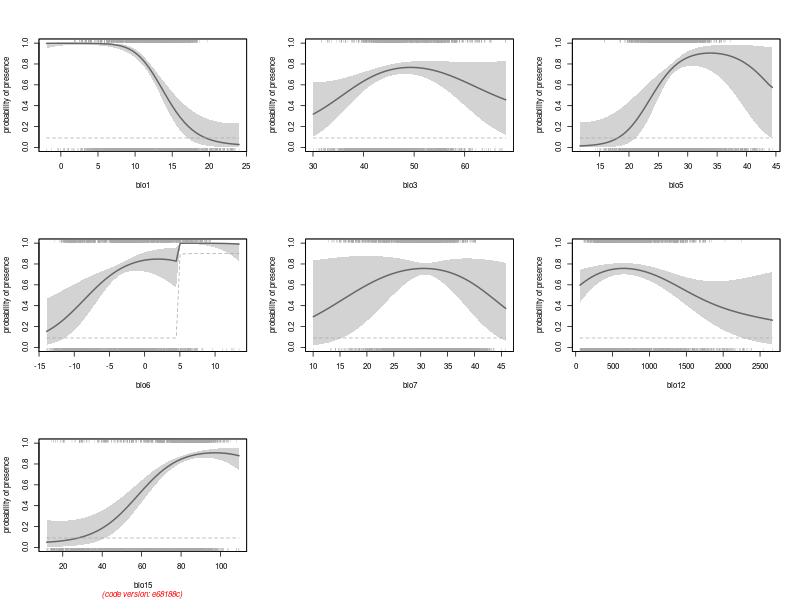 probability of presence
0.0 0.2 0.4 0.6 0.8 1.0
0 5 10 15 20 25
bio1
probability of presence
0.0 0.2 0.4 0.6 0.8 1.0
30 40 50 60
bio3
probability of presence
0.0 0.2 0.4 0.6 0.8 1.0
15 20 25 30 35 40 45
bio5
probability of presence
0.0 0.2 0.4 0.6 0.8 1.0
-15 -10 -5 0 5 10
bio6
probability of presence
0.0 0.2 0.4 0.6 0.8 1.0
10 15 20 25 30 35 40 45
bio7
probability of presence
0.0 0.2 0.4 0.6 0.8 1.0
0 500 1000 1500 2000 2500
bio12
probability of presence
0.0 0.2 0.4 0.6 0.8 1.0
20 40 60 80 100
bio15
(code version: e68188c)